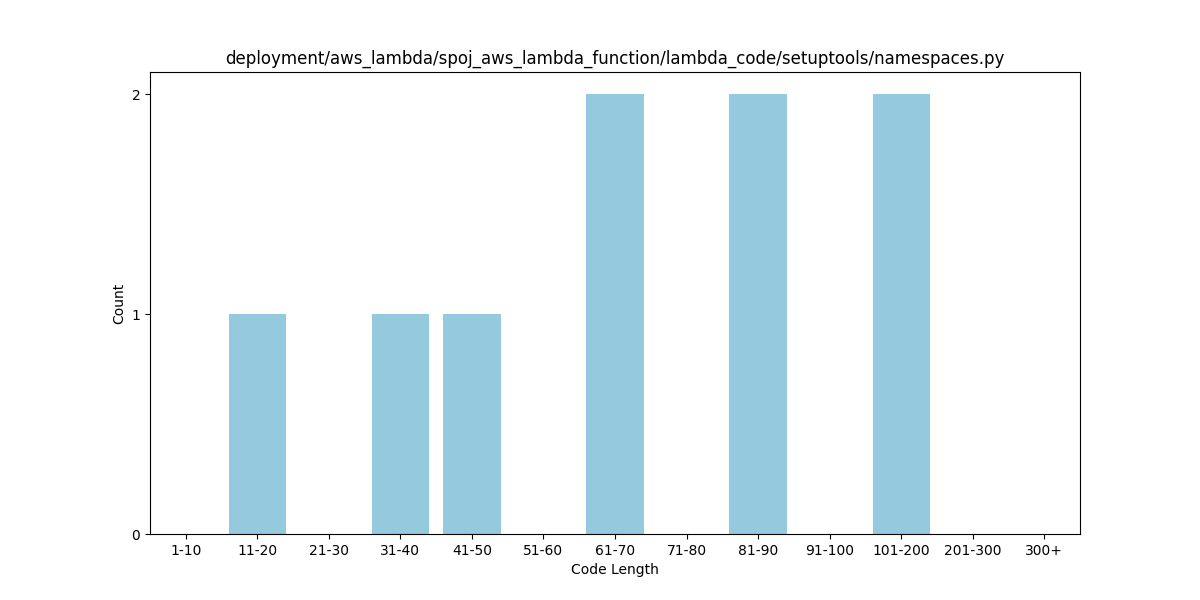 deployment/aws_lambda/spoj_aws_lambda_function/lambda_code/setuptools/namespaces.py
2
1
0
Count
1-10 11-20 21-30 31-40 41-50 51-60 61-70 71-80 81-90 91-100 101-200 201-300 300+
Code Length